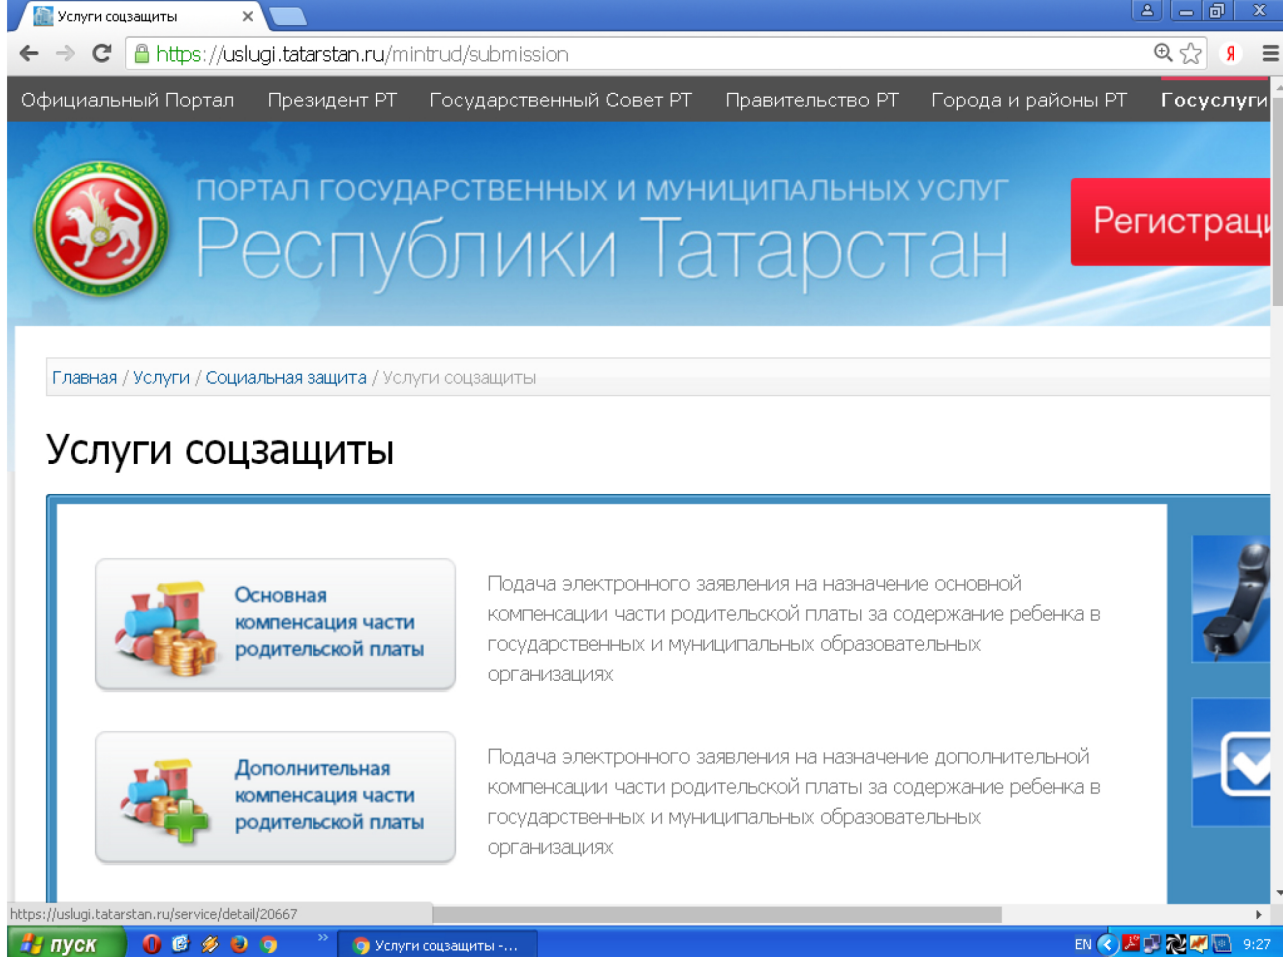 Услуги соцзащиты
https://uslugi.tatarstan.ru/mintrud/submission
Я
Официальный Портал Президент РТ Государственный Совет РТ Правительство РТ Города и районы РТ Госуслуги
ПОРТАЛ ГОСУДАРСТВЕННЫХ И МУНИЦИПАЛЬНЫХ УСЛУГ
Республики Татарстан
Регистраци
ТАТАРСТАН
Главная / Услуги / Социальная защита / Услуги соцзащиты
Услуги соцзащиты
Основная
компенсация части
родительской платы
Подача электронного заявления на назначение основной
компенсации части родительской платы за содержание ребенка в
государственных и муниципальных образовательных
организациях
Дополнительная
компенсация части
родительской платы
Подача электронного заявления на назначение дополнительной
компенсации части родительской платы за содержание ребенка в
государственных и муниципальных образовательных
организациях
https://uslugi.tatarstan.ru/service/detail/20667
пуск
Услуги соцзащиты -...
EN
9:27